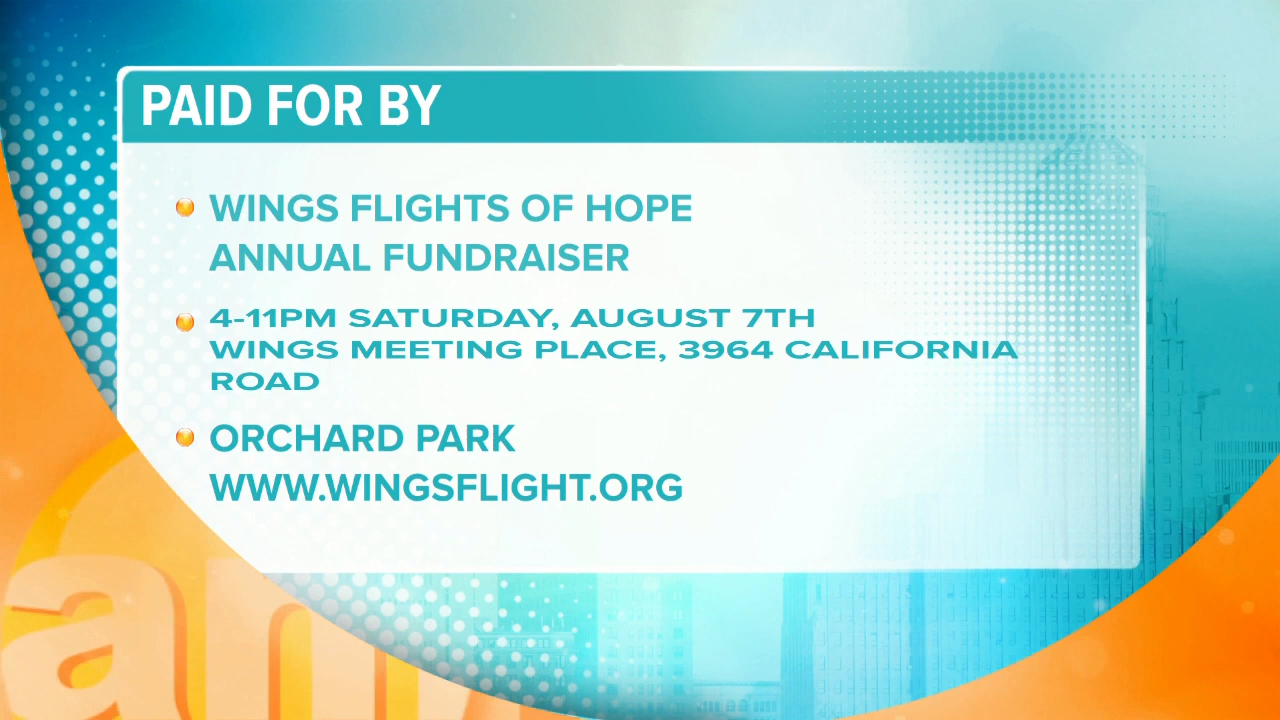 PAID FOR BY
WINGS FLIGHTS OF HOPE
ANNUAL FUNDRAISER
4-11PM SATURDAY, AUGUST 7TH
WINGS MEETING PLACE, 3964 CALIFORNIA
ROAD
ORCHARD PARK
WWW.WINGSFLIGHT.ORG
am